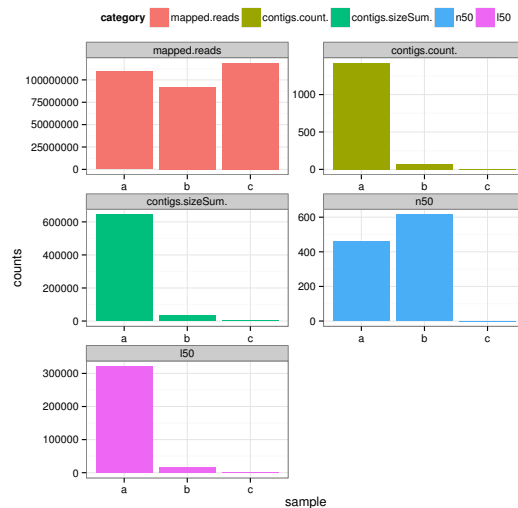 category mapped.reads contigs.count. contigs.sizeSum. n50 l50
mapped.reads
100000000
75000000
50000000
25000000
0
a b c
contigs.count.
1000
500
0
a b c
contigs.sizeSum.
600000
400000
200000
0
a b c
n50
600
400
200
0
a b c
l50
300000
200000
100000
0
a b c
counts
sample